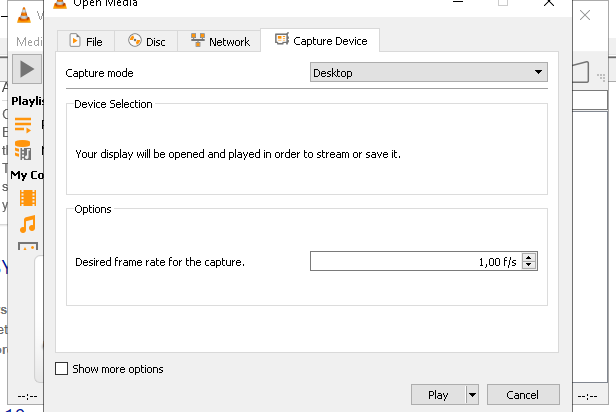 Open Media
Medi
File
Disc
Network
Capture Device
Capture mode
Desktop
Playlis
Device Selection
Your display will be opened and played in order to stream or save it.
My Co
Options
Desired frame rate for the capture.
1,00 f/s
Show more options
Play
Cancel
--:--
--:--